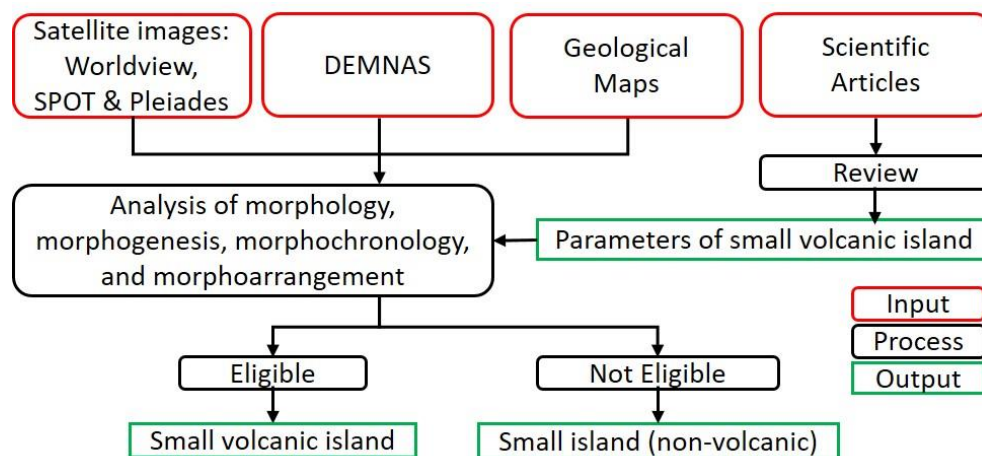 Satellite images:
Worldview,
SPOT & Pleiades
DEMNAS
Geological
Maps
Scientific
Articles
Review
Analysis of morphology,
morphogenesis, morphochronology,
and morphoarrangement
Parameters of small volcanic island
Input
Process
Output
Eligible
Not Eligible
Small volcanic island
Small island (non-volcanic)